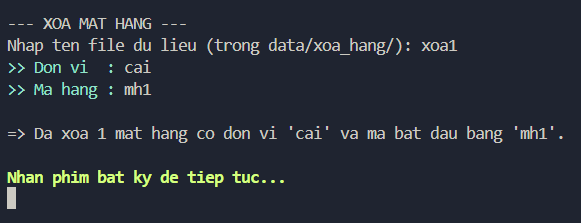 --- XOA MAT HANG ---
Nhap ten file du lieu (trong data/xoa_hang/): xoa1
>> Don vi  : cai
>> Ma hang : mh1
=> Da xoa 1 mat hang co don vi 'cai' va ma bat dau bang 'mh1'.
Nhan phim bat ky de tiep tuc...